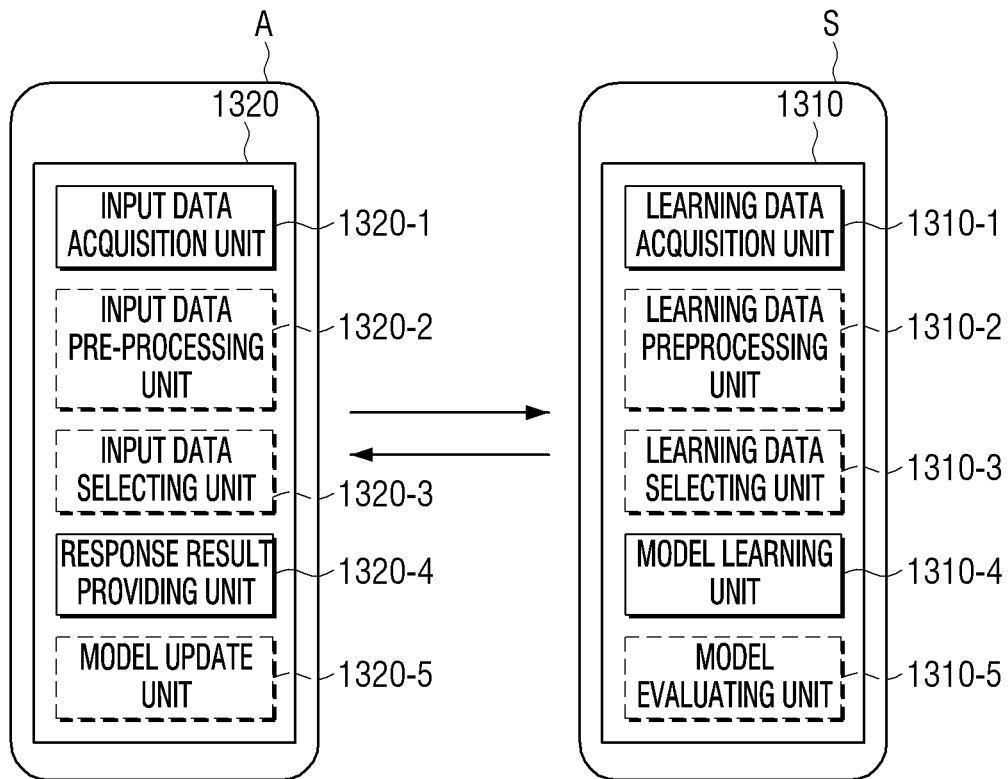 A
1320
INPUT DATA
ACQUISITION UNIT
1320-1
INPUT DATA
PRE-PROCESSING
UNIT
1320-2
INPUT DATA
SELECTING UNIT
1320-3
RESPONSE RESULT
PROVIDING UNIT
1320-4
MODEL UPDATE
UNIT
1320-5
S
1310
LEARNING DATA
ACQUISITION UNIT
1310-1
LEARNING DATA
PREPROCESSING
UNIT
1310-2
LEARNING DATA
SELECTING UNIT
1310-3
MODEL LEARNING
UNIT
1310-4
MODEL
EVALUATING UNIT
1310-5